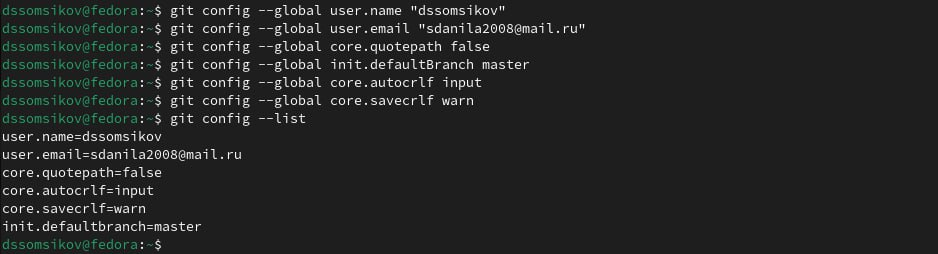 dssomsikov@fedora:~$ git config --global user.name "dssomsikov"
dssomsikov@fedora:~$ git config --global user.email "sdanila2008@mail.ru"
dssomsikov@fedora:~$ git config --global core.quotepath false
dssomsikov@fedora:~$ git config --global init.defaultBranch master
dssomsikov@fedora:~$ git config --global core.autocrlf input
dssomsikov@fedora:~$ git config --global core.savecrlf warn
dssomsikov@fedora:~$ git config --list
user.name=dssomsikov
user.email=sdanila2008@mail.ru
core.quotepath=false
core.autocrlf=input
core.savecrlf=warn
init.defaultbranch=master
dssomsikov@fedora:~$